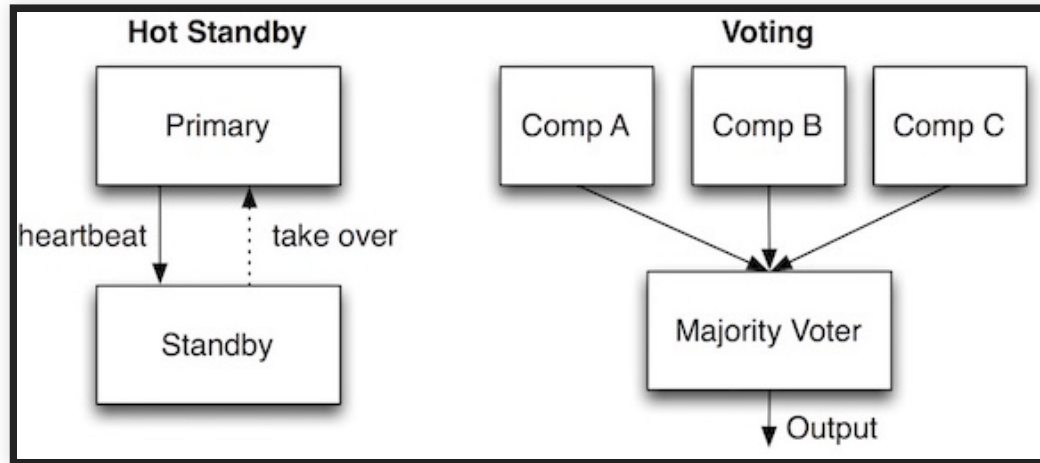 Hot Standby
Primary
heartbeat
take over
Standby
Voting
Comp A
Comp B
Comp C
Majority Voter
Output